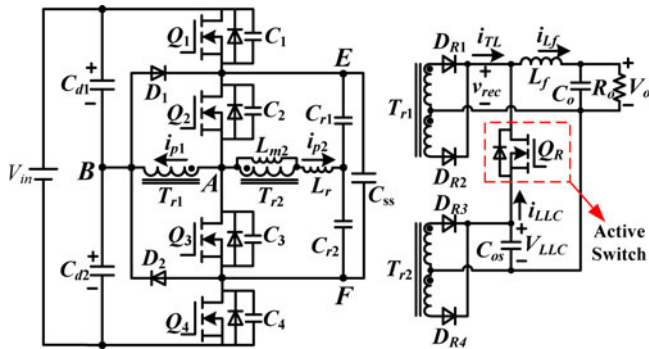 Q1
C1
E
Cd1
D1
Q2
C2
Cr1
Lm2
ip1
ip2
B
A
Vin
Tr1
Tr2
Lr
Css
Q3
C3
Cr2
Cd2
D2
F
Q4
C4
DR1
iTL
iLf
Lf
vrec
Co
Ro
Vo
Tr1
DR2
QR
DR3
iLLC
Active
Switch
Cos
VLLC
Tr2
DR4